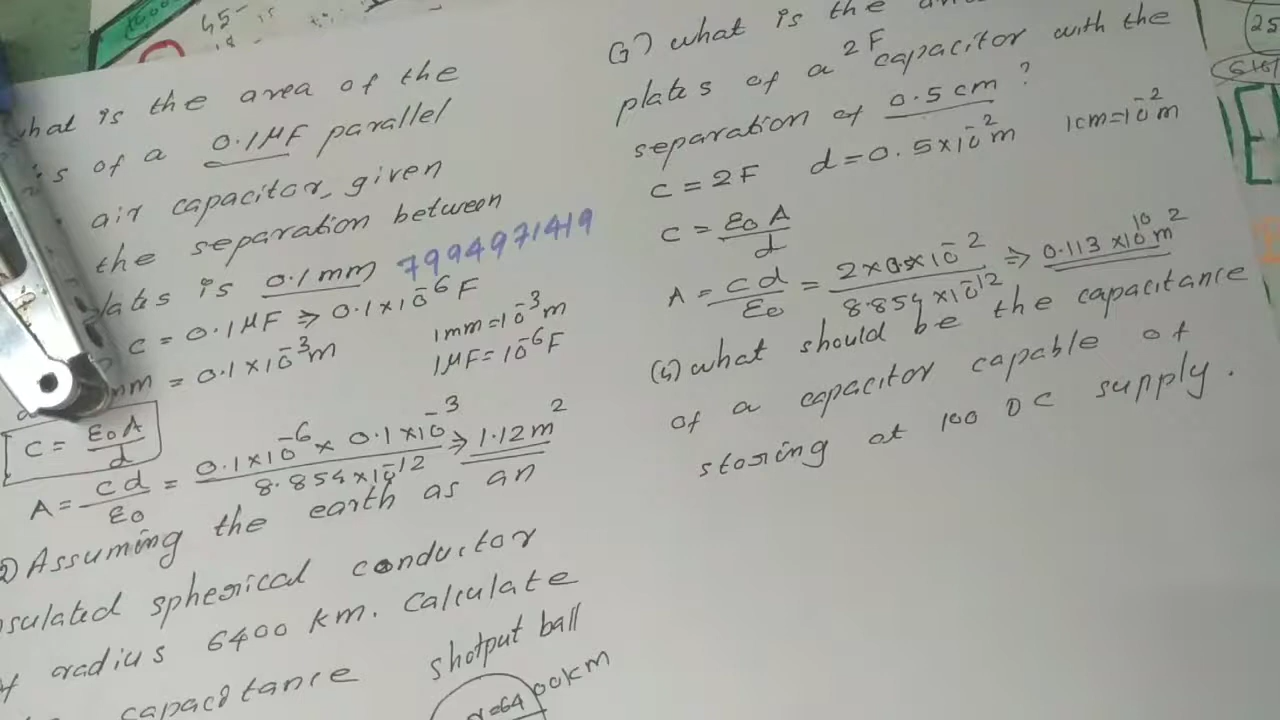 45-
what is the area of the
of a 0.1μF parallel
air capacitor, given
the separation between
plates is 0.1mm
7994971419
C = 0.1μF ⇒ 0.1×10⁻⁶F
mm = 0.1×10⁻³m
1mm=10⁻³m
1μF=10⁻⁶F
C = ε₀A/d
A = cd/ε₀ = 0.1×10⁻⁶ × 0.1×10⁻³/8.854×10⁻¹² ⇒ 1.12m²
2) Assuming the earth as an
insulated spherical conductor
of radius 6400 km. Calculate
capacitance shotput ball
r=6400km
(3) what is the
plates of a 2F capacitor with the
separation of 0.5cm?
C = 2F d=0.5×10⁻²m 1cm=10⁻²m
C = ε₀A/d
A = cd/ε₀ = 2×0.5×10⁻²/8.854×10⁻¹² ⇒ 0.113×10¹⁰m²
(4) what should be the capacitance
of a capacitor capable of
storing at 100 DC supply.
25